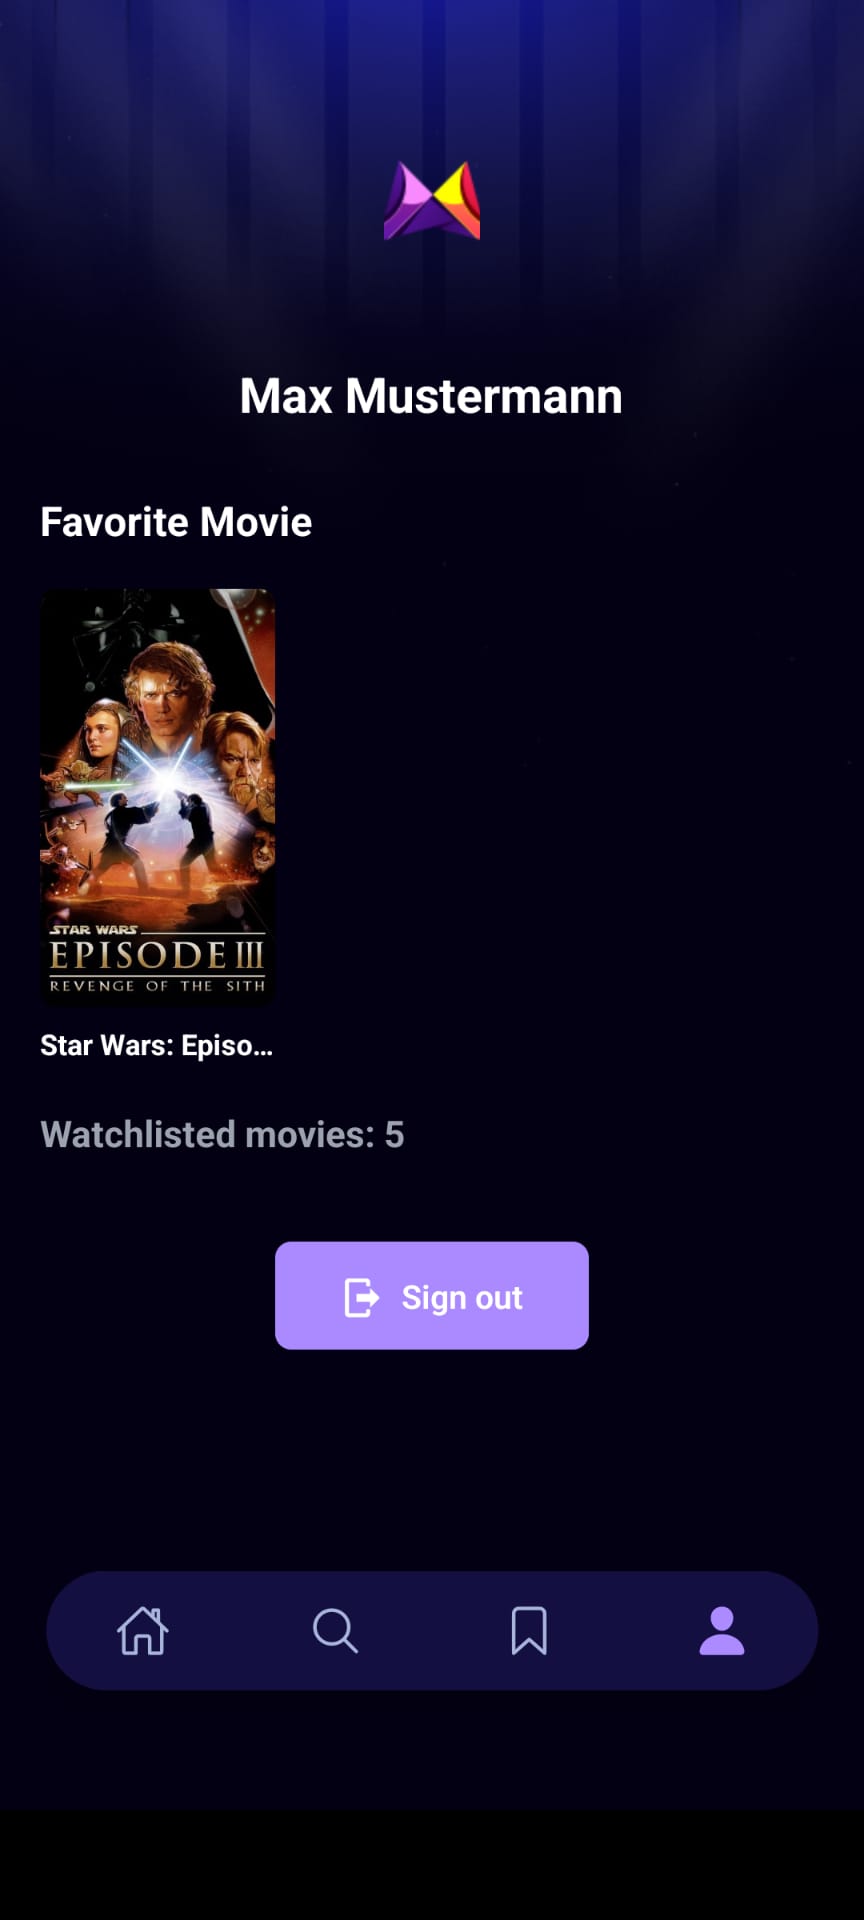 Max Mustermann
Favorite Movie
STAR WARS
EPISODE III
REVENGE OF THE SITH
Star Wars: Episo...
Watchlisted movies: 5
Sign out